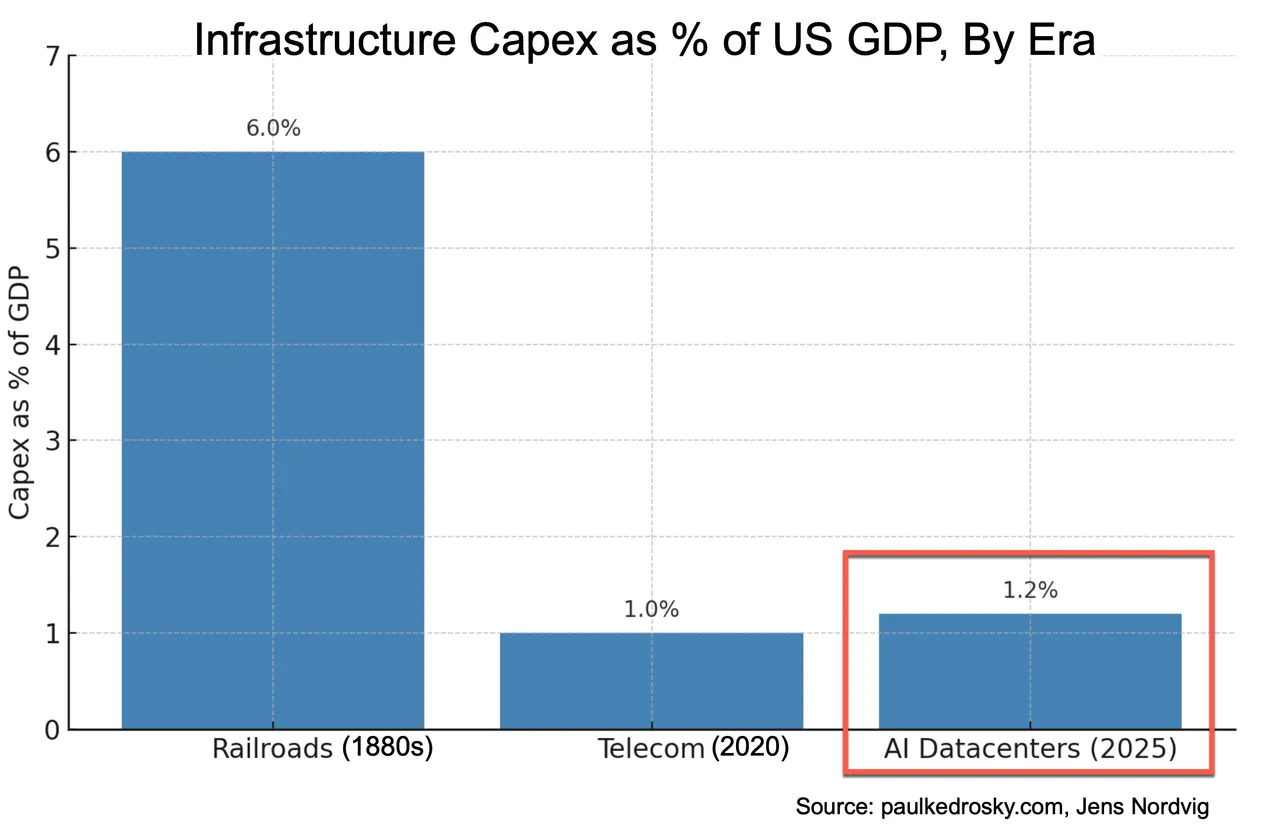 Infrastructure Capex as % of US GDP, By Era
Capex as % of GDP
7
6
5
4
3
2
1
0
6.0%
1.0%
1.2%
Railroads (1880s)
Telecom (2020)
AI Datacenters (2025)
Source: paulkedrosky.com, Jens Nordvig